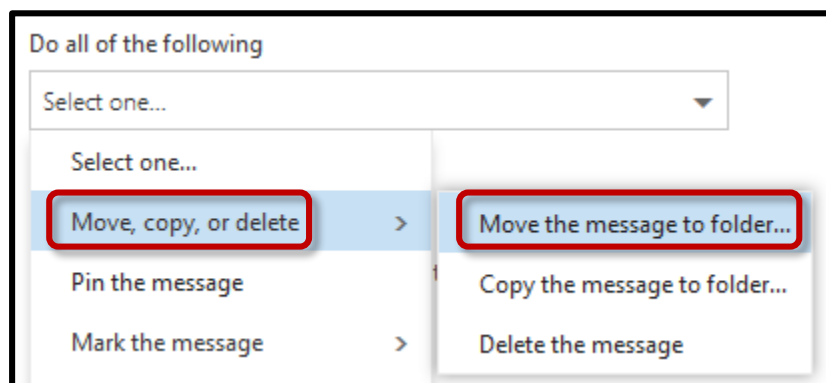 Do all of the following
Select one...
Select one...
Move, copy, or delete >
Move the message to folder...
Pin the message
Copy the message to folder...
Mark the message >
Delete the message